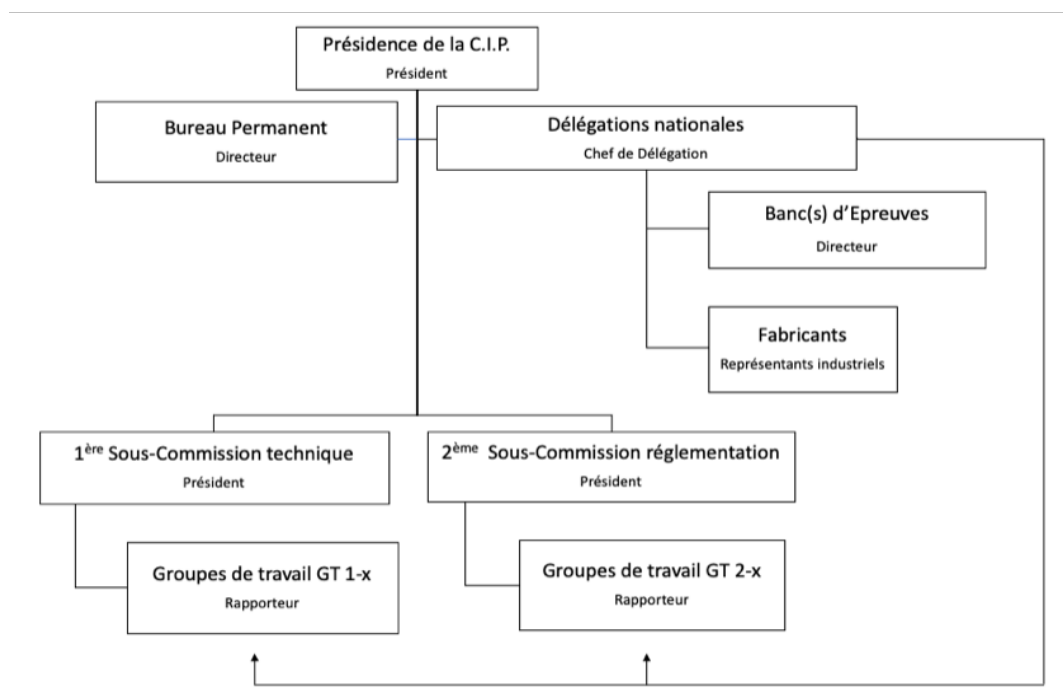 Présidence de la C.I.P.
Président
Bureau Permanent
Directeur
Délégations nationales
Chef de Délégation
Banc(s) d'Epreuves
Directeur
Fabricants
Représentants industriels
1ère Sous-Commission technique
Président
2ème Sous-Commission réglementation
Président
Groupes de travail GT 1-x
Rapporteur
Groupes de travail GT 2-x
Rapporteur